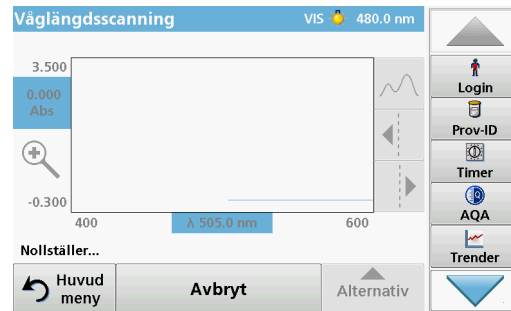 Våglängdsscanning
VIS 480.0 nm
3.500
0.000
Abs
-0.300
400
λ 505.0 nm
600
Nollställer...
Huvud
meny
Avbryt
Alternativ
Login
Prov-ID
Timer
AQA
Trender